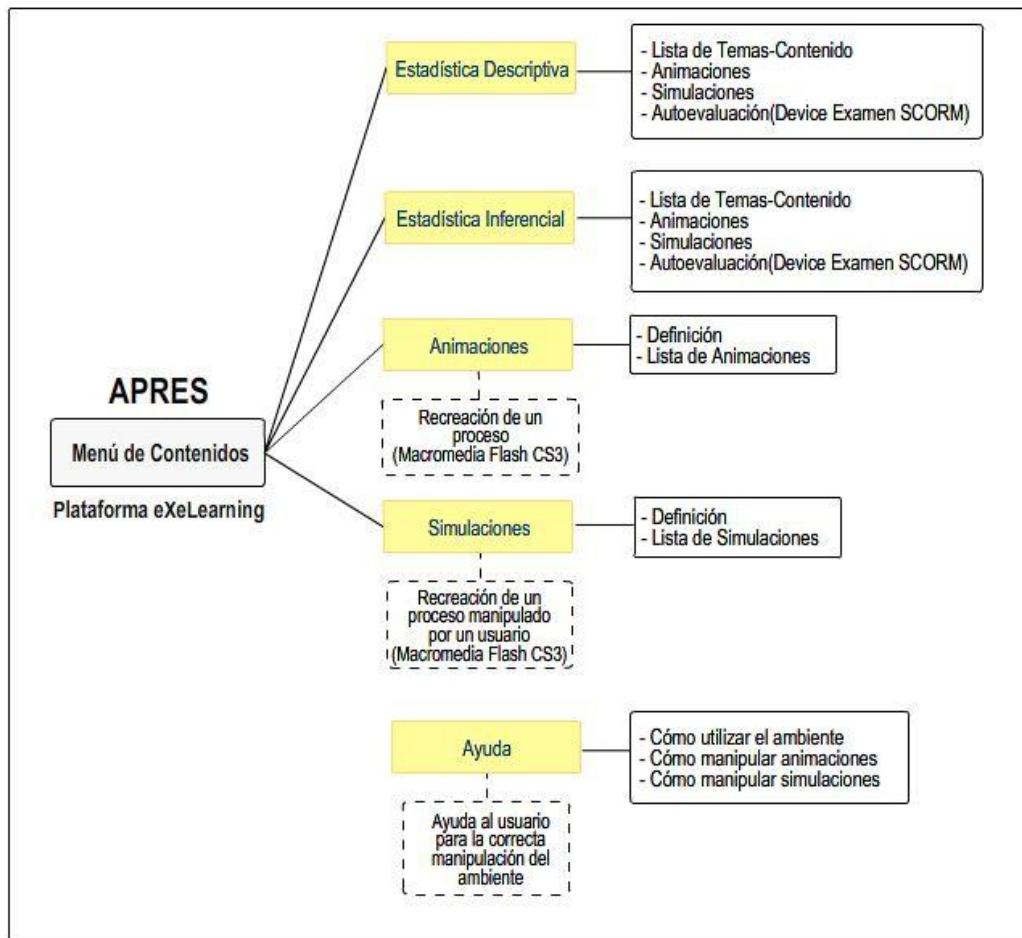 APRES
Menú de Contenidos
Plataforma eXeLearning
Estadística Descriptiva
- Lista de Temas-Contenido
- Animaciones
- Simulaciones
- Autoevaluación(Device Examen SCORM)
Estadística Inferencial
- Lista de Temas-Contenido
- Animaciones
- Simulaciones
- Autoevaluación(Device Examen SCORM)
Animaciones
- Definición
- Lista de Animaciones
Recreación de un
proceso
(Macromedia Flash CS3)
Simulaciones
- Definición
- Lista de Simulaciones
Recreación de un
proceso manipulado
por un usuario
(Macromedia Flash CS3)
Ayuda
- Cómo utilizar el ambiente
- Cómo manipular animaciones
- Cómo manipular simulaciones
Ayuda al usuario
para la correcta
manipulación del
ambiente